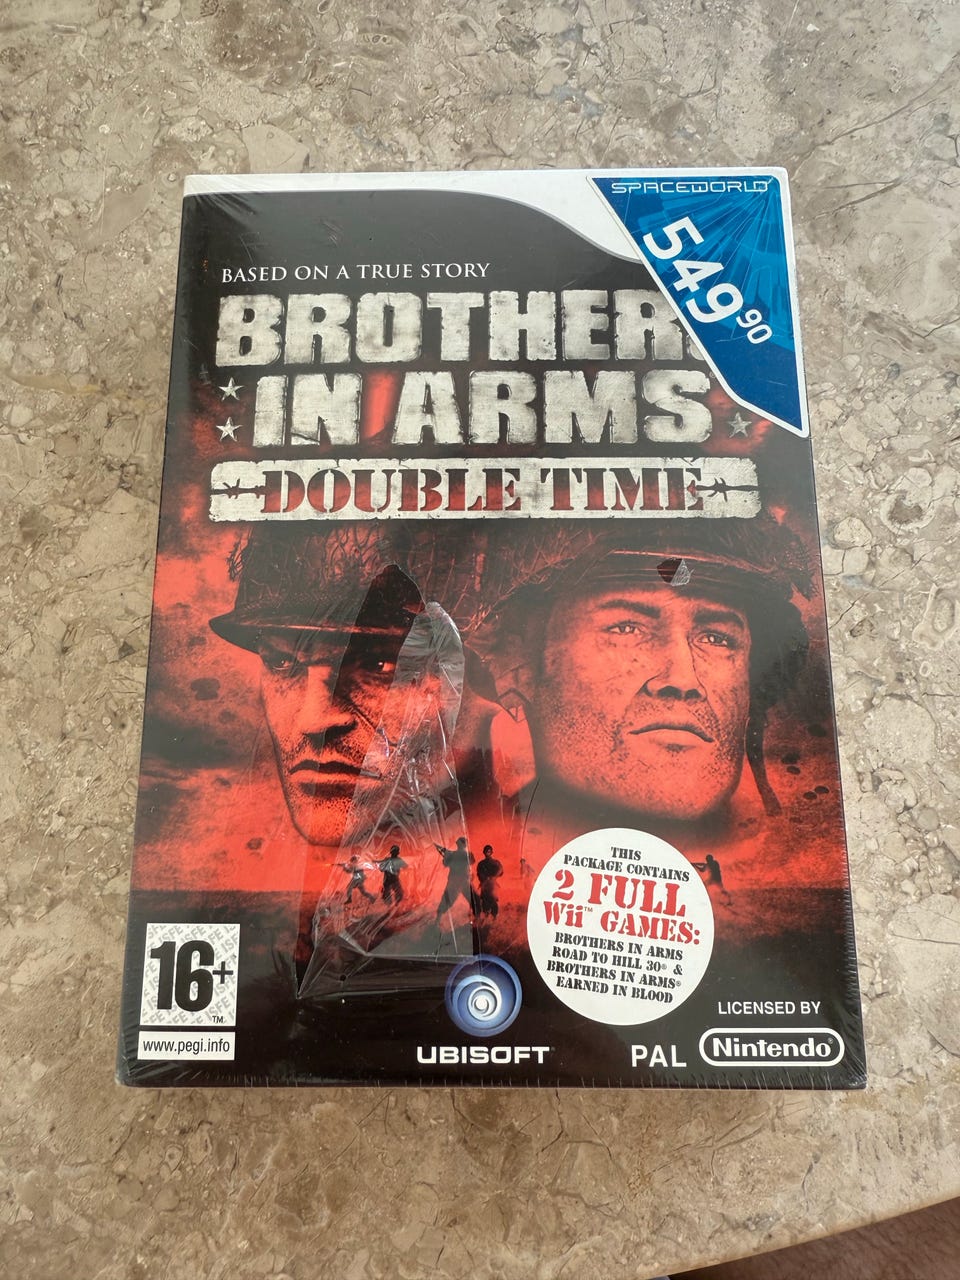 SPACEWORLD
549 90
BASED ON A TRUE STORY
BROTHERS
IN ARMS
DOUBLE TIME
THIS
PACKAGE CONTAINS
2 FULL
Wii™ GAMES:
BROTHERS IN ARMS
ROAD TO HILL 30® &
BROTHERS IN ARMS®
EARNED IN BLOOD
16+
TM
www.pegi.info
UBISOFT
PAL
LICENSED BY
Nintendo®